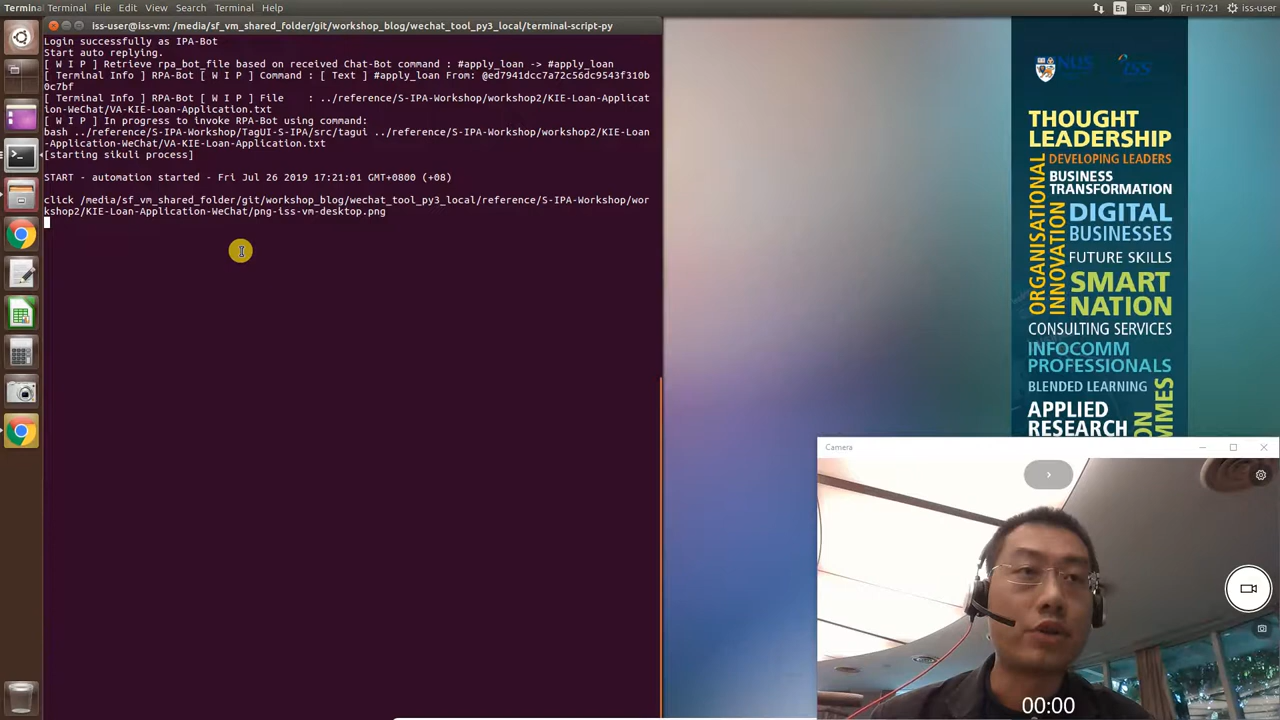 Terminal Terminal File Edit View Search Help
En
Fri 17:21
iss-user
iss-user@iss-vm: /media/sf_vm_shared_folder/git/workshop_blog/wechat_tool_py3_local/terminal-script-py
Login successfully as IPA-Bot
Start auto replying.
[ W I P ] Retrieve rpa_bot_file based on received Chat-Bot command : #apply_loan -> #apply_loan
[ Terminal Info ] RPA-Bot [ W I P ] Command : [ Text ] #apply_loan From: @ed7941dcc7a72c56dc9543f310b
0c7bf
[ Terminal Info ] RPA-Bot [ W I P ] File    : ../reference/S-IPA-Workshop/workshop2/KIE-Loan-Applicat
ion-WeChat/VA-KIE-Loan-Application.txt
[ W I P ] In progress to invoke RPA-Bot using command:
bash ../reference/S-IPA-Workshop/TagUI-S-IPA/src/tagui ../reference/S-IPA-Workshop/workshop2/KIE-Loan
-Application-WeChat/VA-KIE-Loan-Application.txt
[starting sikuli process]
START - automation started - Fri Jul 26 2019 17:21:01 GMT+0800 (+08)
click /media/sf_vm_shared_folder/git/workshop_blog/wechat_tool_py3_local/reference/S-IPA-Workshop/wor
kshop2/KIE-Loan-Application-WeChat/png-iss-vm-desktop.png
NUS
ISS
THOUGHT
LEADERSHIP
DEVELOPING LEADERS
BUSINESS
TRANSFORMATION
ORGANISATIONAL
INNOVATION
DIGITAL
BUSINESSES
FUTURE SKILLS
SMART
NATION
CONSULTING SERVICES
INFOCOMM
PROFESSIONALS
BLENDED LEARNING
APPLIED
RESEARCH
Camera
00:00